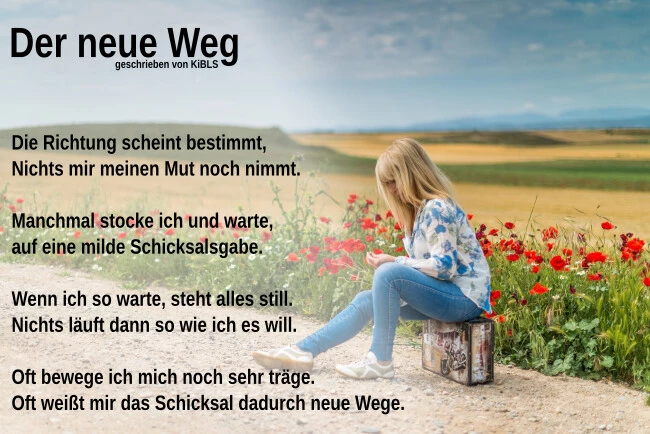 Der neue Weg
geschrieben von KiBLS
Die Richtung scheint bestimmt,
Nichts mir meinen Mut noch nimmt.
Manchmal stocke ich und warte,
auf eine milde Schicksalsgabe.
Wenn ich so warte, steht alles still.
Nichts läuft dann so wie ich es will.
Oft bewege ich mich noch sehr träge.
Oft weißt mir das Schicksal dadurch neue Wege.